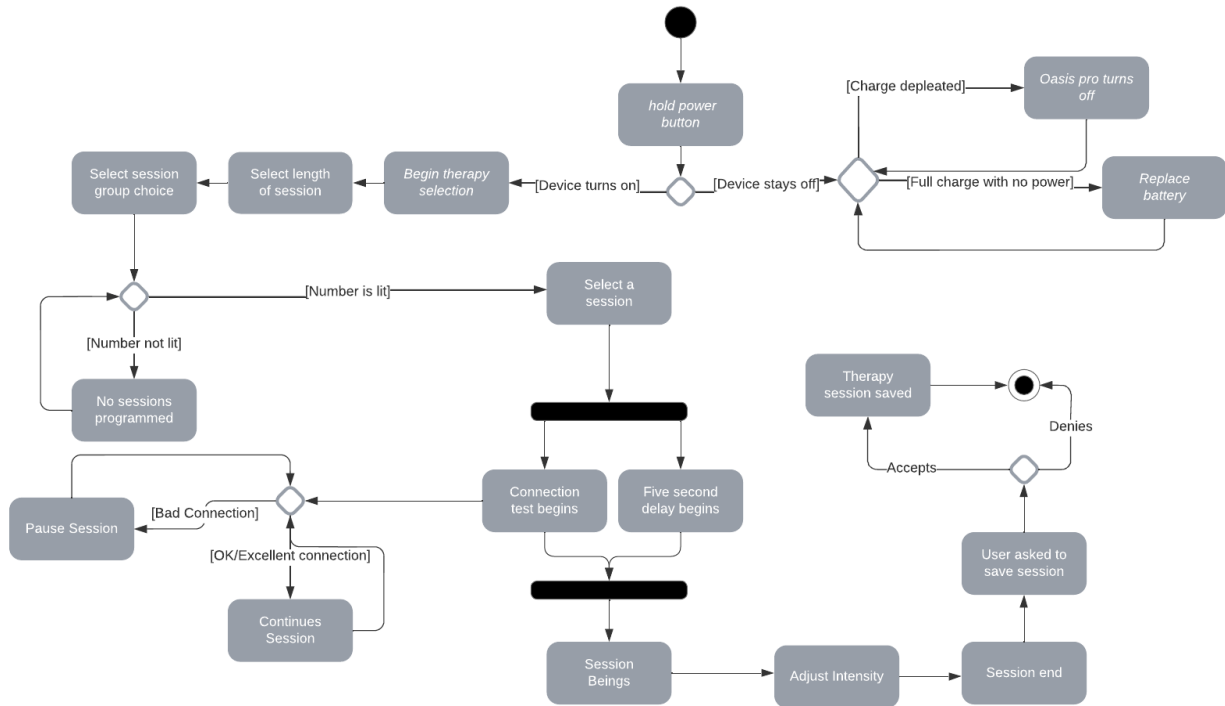 hold power
button
[Charge depleated]
Oasis pro turns
off
Select session
group choice
Select length
of session
Begin therapy
selection
[Device turns on]
[Device stays off]
[Full charge with no power]
Replace
battery
[Number is lit]
Select a
session
[Number not lit]
No sessions
programmed
Therapy
session saved
Denies
Accepts
Connection
test begins
Five second
delay begins
Pause Session
[Bad Connection]
[OK/Excellent connection]
User asked to
save session
Continues
Session
Session
Beings
Adjust Intensity
Session end